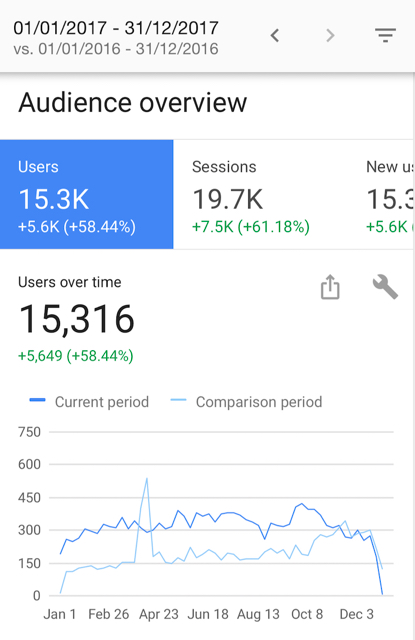 01/01/2017 - 31/12/2017
vs. 01/01/2016 - 31/12/2016
Audience overview
Users
15.3K
+5.6K (+58.44%)
Sessions
19.7K
+7.5K (+61.18%)
New
15.3
+5.6K
Users over time
15,316
+5,649 (+58.44%)
Current period
Comparison period
750
600
450
300
150
0
Jan 1 Feb 26 Apr 23 Jun 18 Aug 13 Oct 8 Dec 3